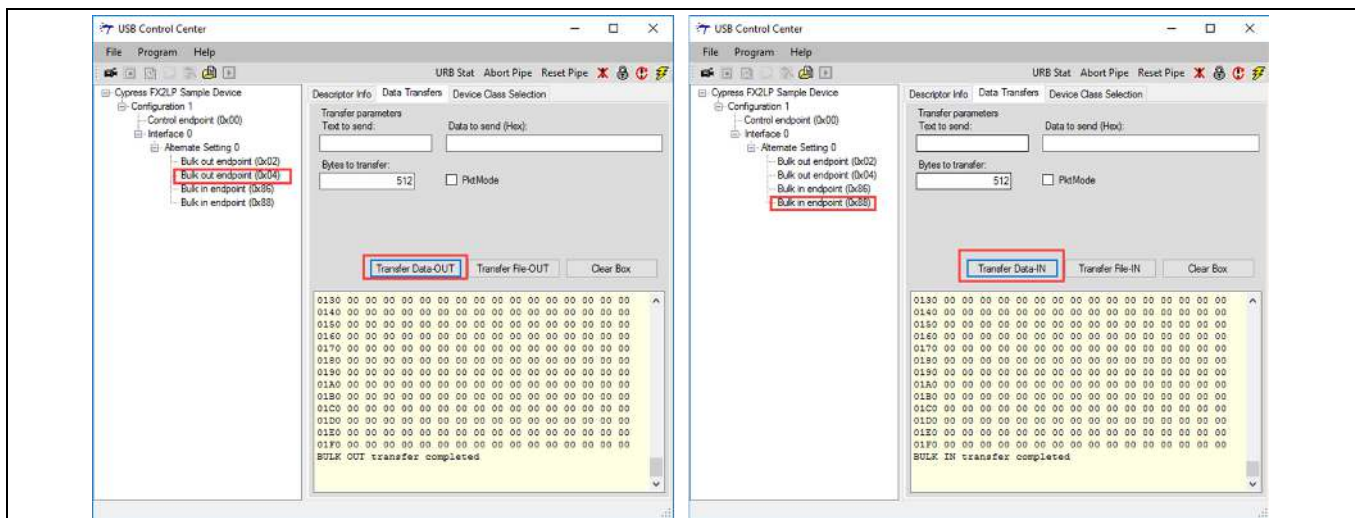 USB Control Center
File Program Help
URB Stat Abort Pipe Reset Pipe
Cypress FX2LP Sample Device
Configuration 1
Control endpoint (0x00)
Interface 0
Alternate Setting 0
Bulk out endpoint (0x02)
Bulk out endpoint (0x04)
Bulk in endpoint (0x86)
Bulk in endpoint (0x88)
Descriptor Info Data Transfers Device Class Selection
Transfer parameters
Text to send: Data to send (Hex):
Bytes to transfer:
512 PktMode
Transfer Data-OUT Transfer File-OUT Clear Box
0130 00 00 00 00 00 00 00 00 00 00 00 00 00 00 00 00
0140 00 00 00 00 00 00 00 00 00 00 00 00 00 00 00 00
0150 00 00 00 00 00 00 00 00 00 00 00 00 00 00 00 00
0160 00 00 00 00 00 00 00 00 00 00 00 00 00 00 00 00
0170 00 00 00 00 00 00 00 00 00 00 00 00 00 00 00 00
0180 00 00 00 00 00 00 00 00 00 00 00 00 00 00 00 00
0190 00 00 00 00 00 00 00 00 00 00 00 00 00 00 00 00
01A0 00 00 00 00 00 00 00 00 00 00 00 00 00 00 00 00
01B0 00 00 00 00 00 00 00 00 00 00 00 00 00 00 00 00
01C0 00 00 00 00 00 00 00 00 00 00 00 00 00 00 00 00
01D0 00 00 00 00 00 00 00 00 00 00 00 00 00 00 00 00
01E0 00 00 00 00 00 00 00 00 00 00 00 00 00 00 00 00
01F0 00 00 00 00 00 00 00 00 00 00 00 00 00 00 00 00
BULK OUT transfer completed
USB Control Center
File Program Help
URB Stat Abort Pipe Reset Pipe
Cypress FX2LP Sample Device
Configuration 1
Control endpoint (0x00)
Interface 0
Alternate Setting 0
Bulk out endpoint (0x02)
Bulk out endpoint (0x04)
Bulk in endpoint (0x86)
Bulk in endpoint (0x88)
Descriptor Info Data Transfers Device Class Selection
Transfer parameters
Text to send: Data to send (Hex):
Bytes to transfer:
512 PktMode
Transfer Data-IN Transfer File-IN Clear Box
0130 00 00 00 00 00 00 00 00 00 00 00 00 00 00 00 00
0140 00 00 00 00 00 00 00 00 00 00 00 00 00 00 00 00
0150 00 00 00 00 00 00 00 00 00 00 00 00 00 00 00 00
0160 00 00 00 00 00 00 00 00 00 00 00 00 00 00 00 00
0170 00 00 00 00 00 00 00 00 00 00 00 00 00 00 00 00
0180 00 00 00 00 00 00 00 00 00 00 00 00 00 00 00 00
0190 00 00 00 00 00 00 00 00 00 00 00 00 00 00 00 00
01A0 00 00 00 00 00 00 00 00 00 00 00 00 00 00 00 00
01B0 00 00 00 00 00 00 00 00 00 00 00 00 00 00 00 00
01C0 00 00 00 00 00 00 00 00 00 00 00 00 00 00 00 00
01D0 00 00 00 00 00 00 00 00 00 00 00 00 00 00 00 00
01E0 00 00 00 00 00 00 00 00 00 00 00 00 00 00 00 00
01F0 00 00 00 00 00 00 00 00 00 00 00 00 00 00 00 00
BULK IN transfer completed